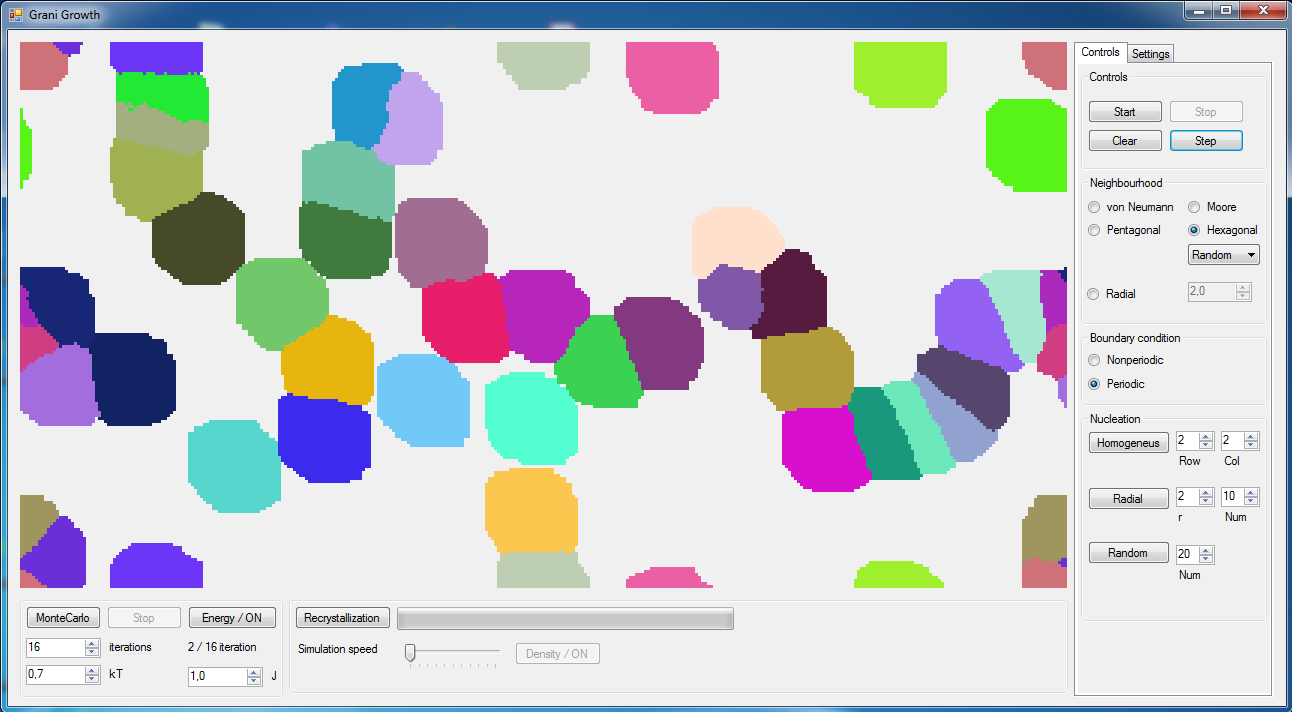 Grani Growth
Controls Settings
Controls
Start Stop
Clear Step
Neighbourhood
von Neumann Moore
Pentagonal Hexagonal
Random
Radial 2,0
Boundary condition
Nonperiodic
Periodic
Nucleation
Homogeneus 2 2
Row Col
Radial 2 10
r Num
Random 20
Num
MonteCarlo Stop Energy / ON
16 iterations 2 / 16 iteration
0,7 kT 1,0 J
Recrystallization
Simulation speed Density / ON